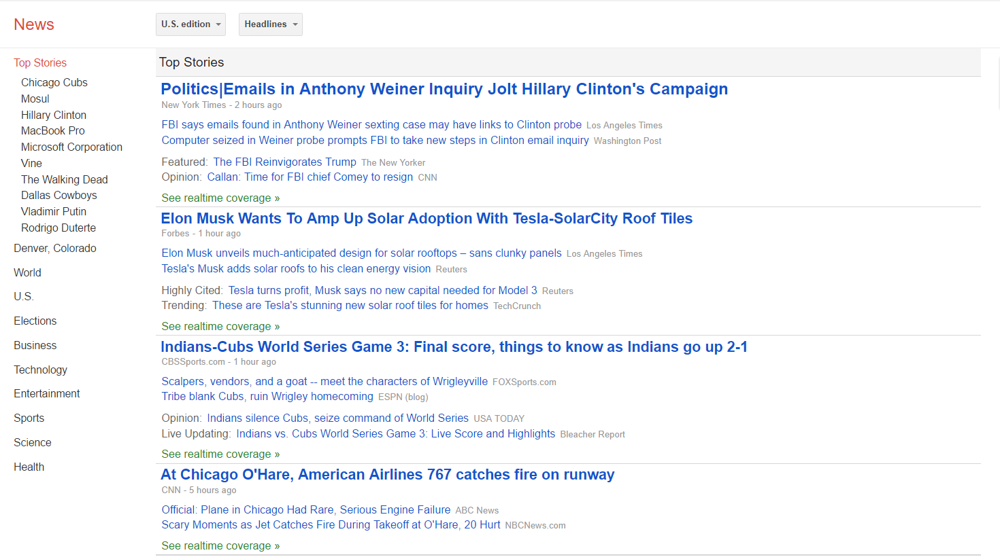 News
U.S. edition
Headlines
Top Stories
Chicago Cubs
Mosul
Hillary Clinton
MacBook Pro
Microsoft Corporation
Vine
The Walking Dead
Dallas Cowboys
Vladimir Putin
Rodrigo Duterte
Denver, Colorado
World
U.S.
Elections
Business
Technology
Entertainment
Sports
Science
Health
Top Stories
Politics|Emails in Anthony Weiner Inquiry Jolt Hillary Clinton's Campaign
New York Times - 2 hours ago
FBI says emails found in Anthony Weiner sexting case may have links to Clinton probe Los Angeles Times
Computer seized in Weiner probe prompts FBI to take new steps in Clinton email inquiry Washington Post
Featured: The FBI Reinvigorates Trump The New Yorker
Opinion: Callan: Time for FBI chief Comey to resign CNN
See realtime coverage »
Elon Musk Wants To Amp Up Solar Adoption With Tesla-SolarCity Roof Tiles
Forbes - 1 hour ago
Elon Musk unveils much-anticipated design for solar rooftops – sans clunky panels Los Angeles Times
Tesla's Musk adds solar roofs to his clean energy vision Reuters
Highly Cited: Tesla turns profit, Musk says no new capital needed for Model 3 Reuters
Trending: These are Tesla's stunning new solar roof tiles for homes TechCrunch
See realtime coverage »
Indians-Cubs World Series Game 3: Final score, things to know as Indians go up 2-1
CBSSports.com - 1 hour ago
Scalpers, vendors, and a goat -- meet the characters of Wrigleyville FOXSports.com
Tribe blank Cubs, ruin Wrigley homecoming ESPN (blog)
Opinion: Indians silence Cubs, seize command of World Series USA TODAY
Live Updating: Indians vs. Cubs World Series Game 3: Live Score and Highlights Bleacher Report
See realtime coverage »
At Chicago O'Hare, American Airlines 767 catches fire on runway
CNN - 5 hours ago
Official: Plane in Chicago Had Rare, Serious Engine Failure ABC News
Scary Moments as Jet Catches Fire During Takeoff at O'Hare, 20 Hurt NBCNews.com
See realtime coverage »